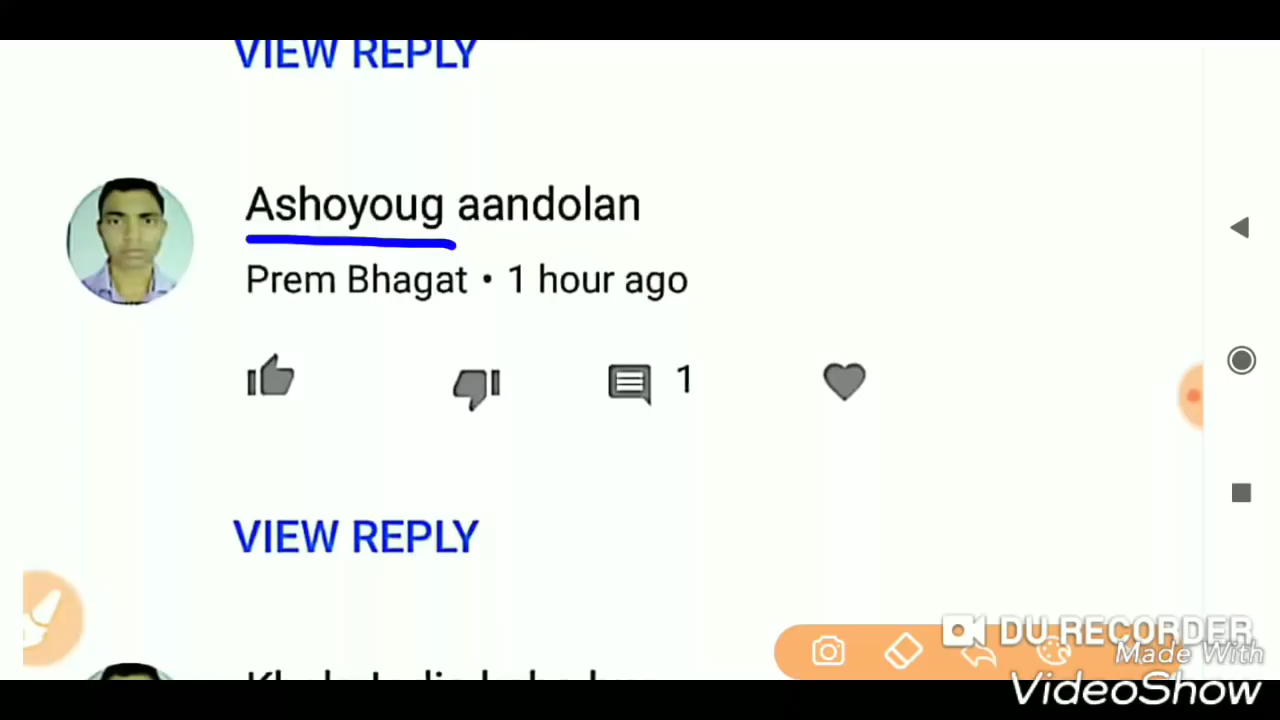 VIEW REPLY
Ashoyoug aandolan
Prem Bhagat • 1 hour ago
1
VIEW REPLY
DU RECORDER
Made With
VideoShow